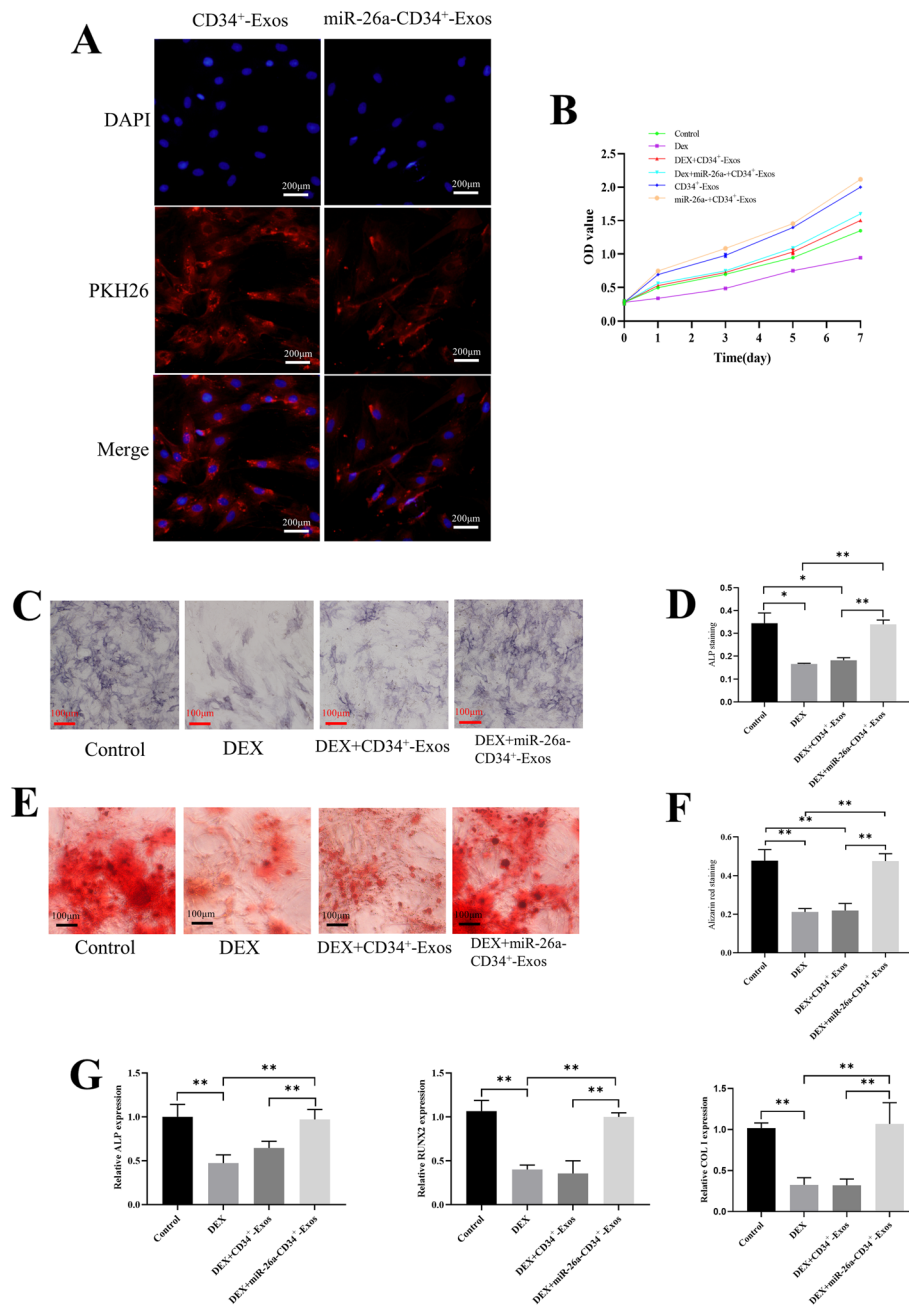 A
CD34⁺-Exos
miR-26a-CD34⁺-Exos
DAPI
200μm
200μm
PKH26
200μm
200μm
Merge
200μm
200μm
B
Control
Dex
DEX+CD34⁺-Exos
Dex+miR-26a-+CD34⁺-Exos
CD34⁺-Exos
miR-26a-+CD34⁺-Exos
OD value
2.5
2.0
1.5
1.0
0.5
0.0
0 1 2 3 4 5 6 7
Time(day)
C
100μm
100μm
100μm
100μm
Control
DEX
DEX+CD34⁺-Exos
DEX+miR-26a-
CD34⁺-Exos
D
ALP staining
0.5
0.4
0.3
0.2
0.1
0.0
**
*
*
**
Control
DEX
DEX+CD34⁺-Exos
DEX+miR-26a-CD34⁺-Exos
E
100μm
100μm
100μm
100μm
Control
DEX
DEX+CD34⁺-Exos
DEX+miR-26a-
CD34⁺-Exos
F
Alizarin red staining
0.6
0.4
0.2
0.0
**
**
**
**
Control
DEX
DEX+CD34⁺-Exos
DEX+miR-26a-CD34⁺-Exos
G
Relative ALP expression
1.5
1.0
0.5
0.0
**
**
**
Control
DEX
DEX+CD34⁺-Exos
DEX+miR-26a-CD34⁺-Exos
Relative RUNX2 expression
1.5
1.0
0.5
0.0
**
**
**
Control
DEX
DEX+CD34⁺-Exos
DEX+miR-26a-CD34⁺-Exos
Relative COL I expression
1.5
1.0
0.5
0.0
**
**
**
Control
DEX
DEX+CD34⁺-Exos
DEX+miR-26a-CD34⁺-Exos